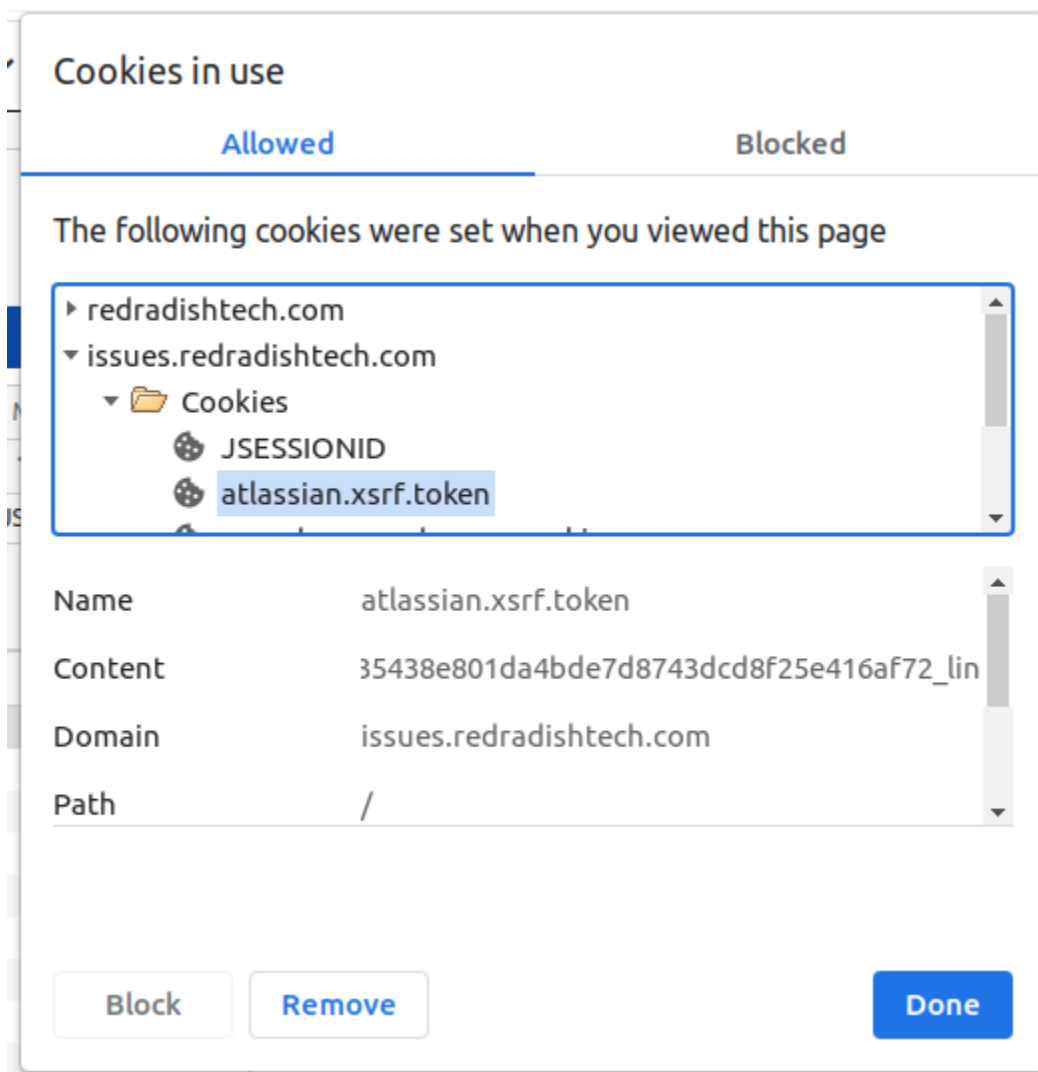 Cookies in use
Allowed Blocked
The following cookies were set when you viewed this page
redradishtech.com
issues.redradishtech.com
Cookies
JSESSIONID
atlassian.xsrf.token
Name atlassian.xsrf.token
Content 35438e801da4bde7d8743dcd8f25e416af72_lin
Domain issues.redradishtech.com
Path /
Block Remove Done